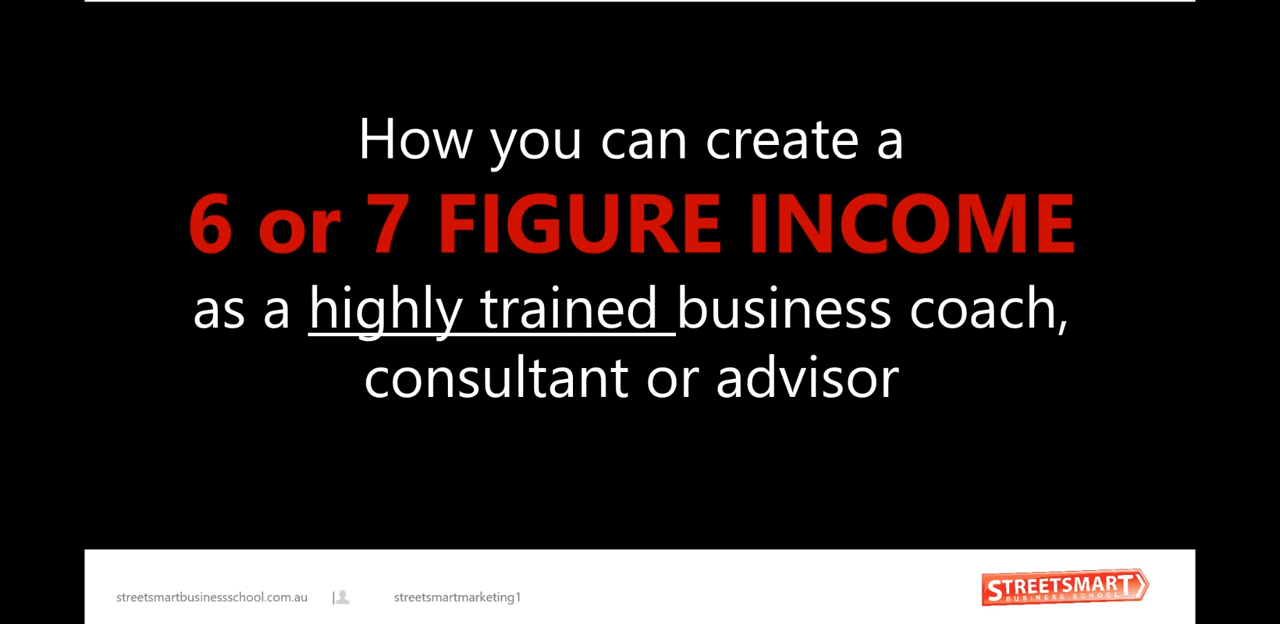 How you can create a
6 or 7 FIGURE INCOME
as a highly trained business coach,
consultant or advisor
streetsmartbusinessschool.com.au
streetsmartmarketing1
STREETSMART
BUSINESS SCHOOL